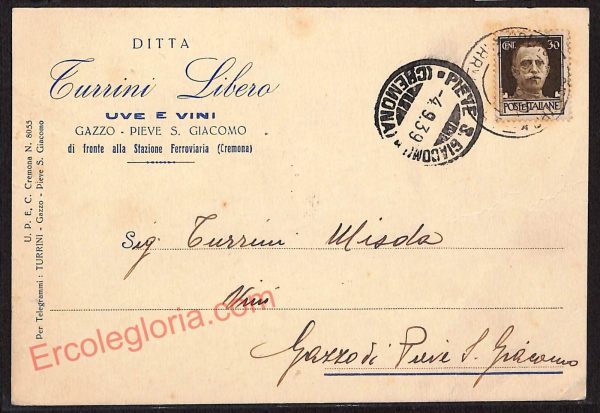 DITTA
Turrini Libero
UVE E VINI
GAZZO - PIEVE S. GIACOMO
di fronte alla Stazione Ferroviaria (Cremona)
U. P. E. C. Cremona N. 8055
Per Telegrammi: TURRINI - Gazzo - Pieve S. Giacomo
PIEVE S. GIACOMO (CREMONA)
-4.9.39
CENT. 30
POSTE ITALIANE
Sig. Turrini Misda
Vini
Gazzo di Pieve S. Giacomo
Ercolegloria.com